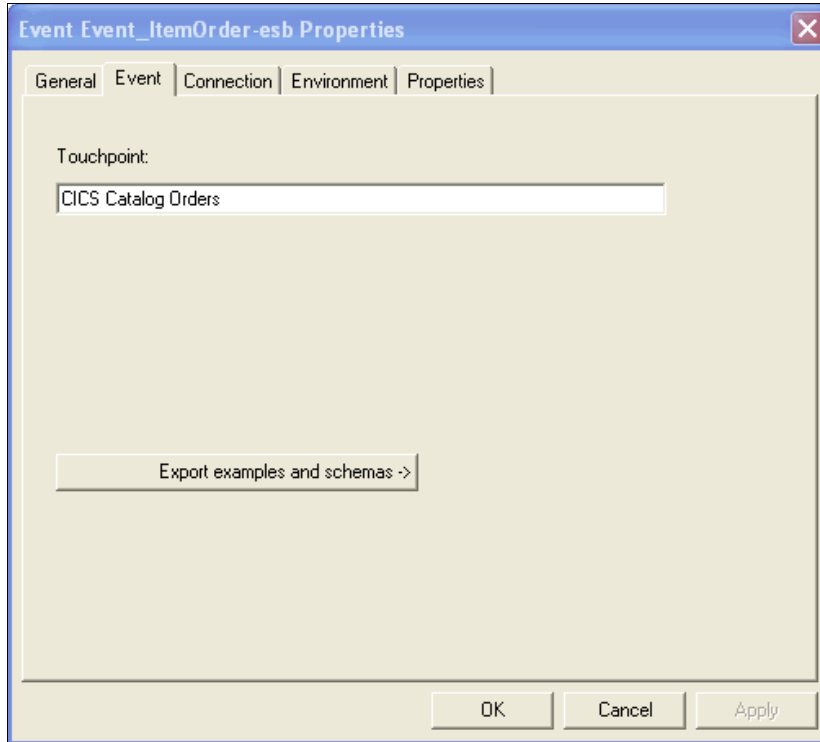 Event Event_ItemOrder-esb Properties
General Event Connection Environment Properties
Touchpoint:
CICS Catalog Orders
Export examples and schemas ->
OK Cancel Apply